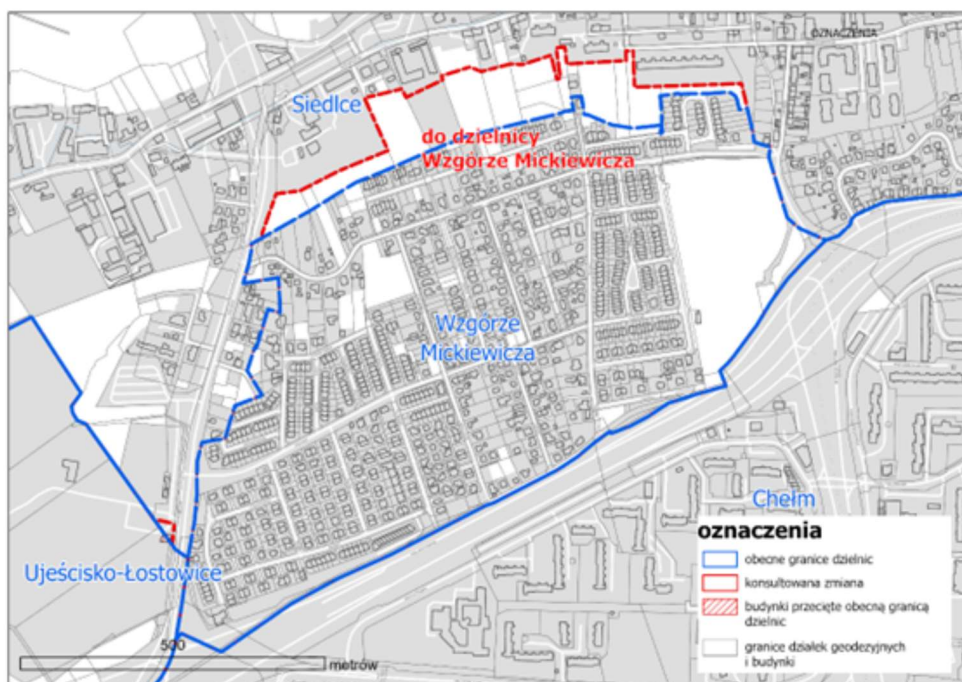 OZNACZENIA
Siedlce
do dzielnicy
Wzgórze Mickiewicza
Wzgórze
Mickiewicza
Chełm
Ujeścisko-Łostowice
oznaczenia
obecne granice dzielnic
konsultowana zmiana
budynki przecięte obecną granicą
dzielnic
granice działek geodezyjnych
i budynki
500
metrów